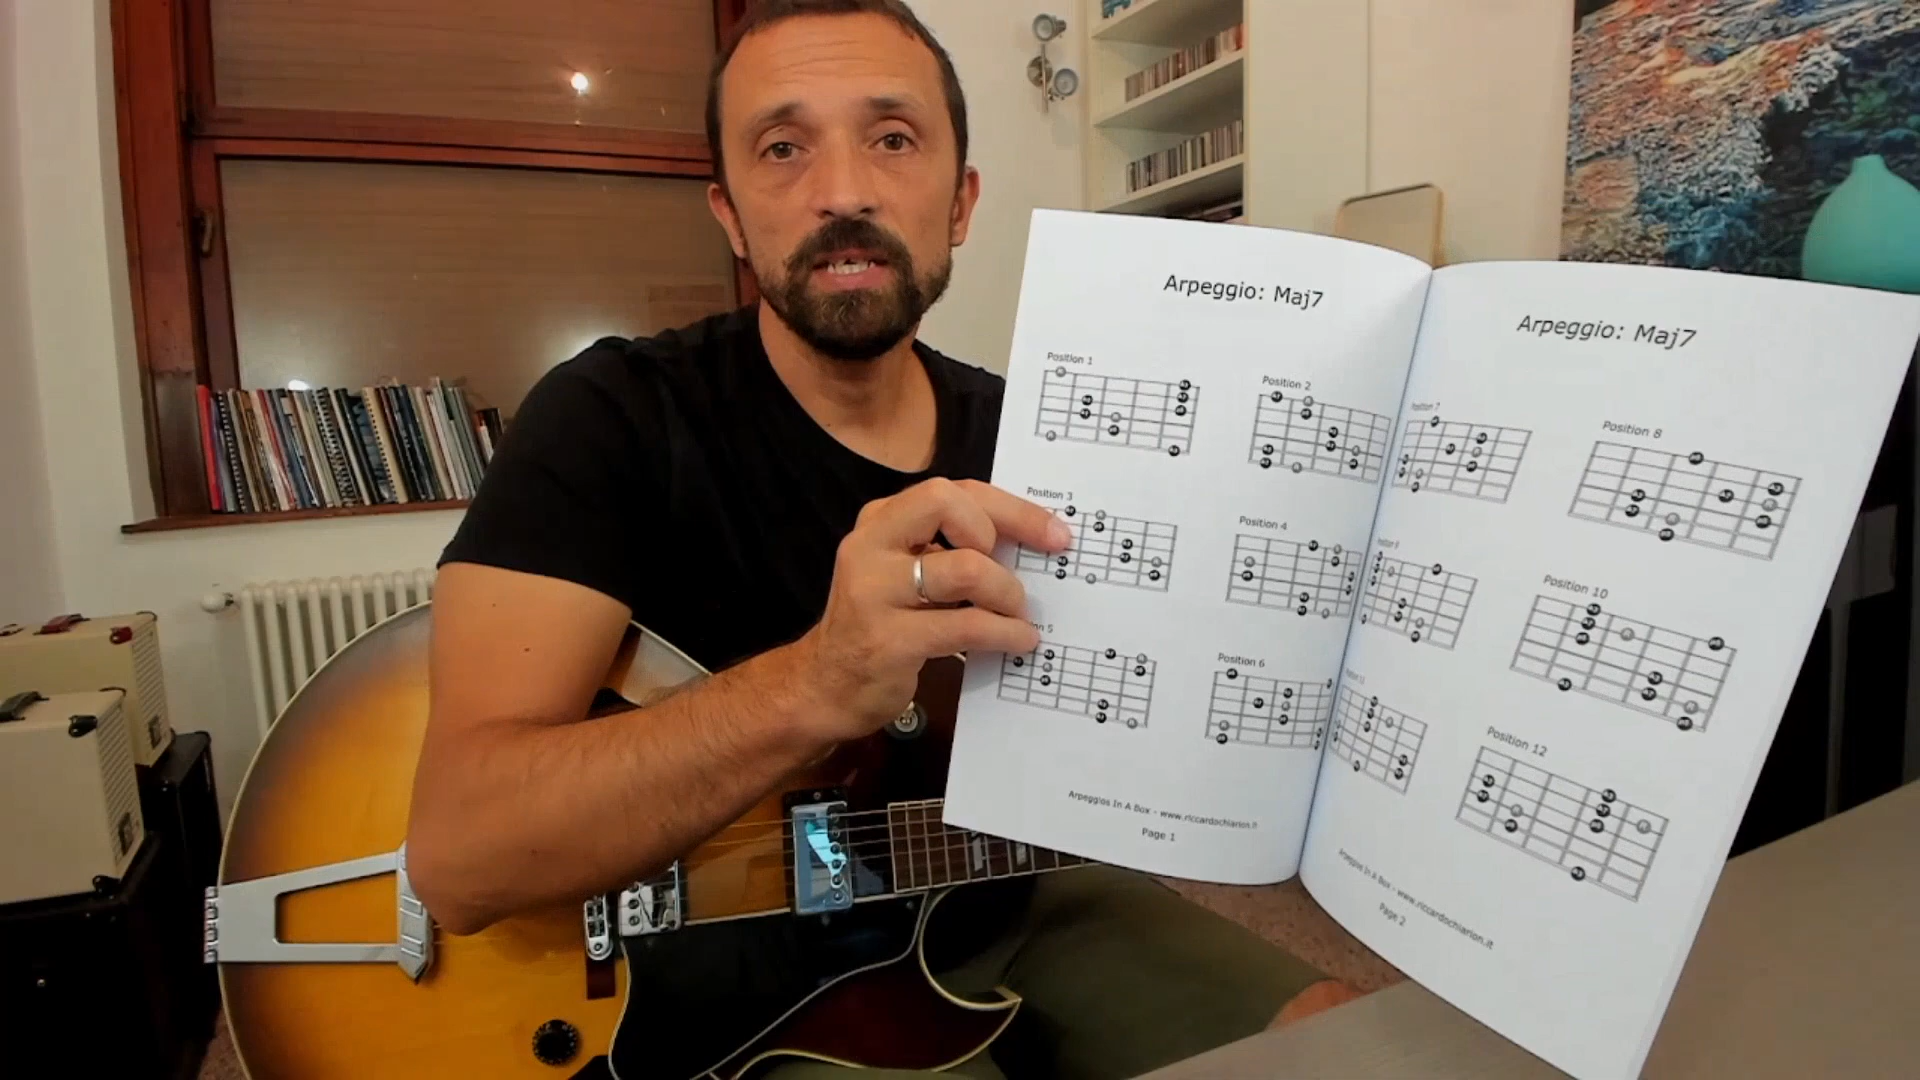 Arpeggio: Maj7
Position 1
Position 2
Position 3
Position 4
on 5
Position 6
Arpeggios In A Box - www.riccardochiarion.it
Page 1
Arpeggio: Maj7
Position 7
Position 8
Position 9
Position 10
Position 11
Position 12
Arpeggios In A Box - www.riccardochiarion.it
Page 2